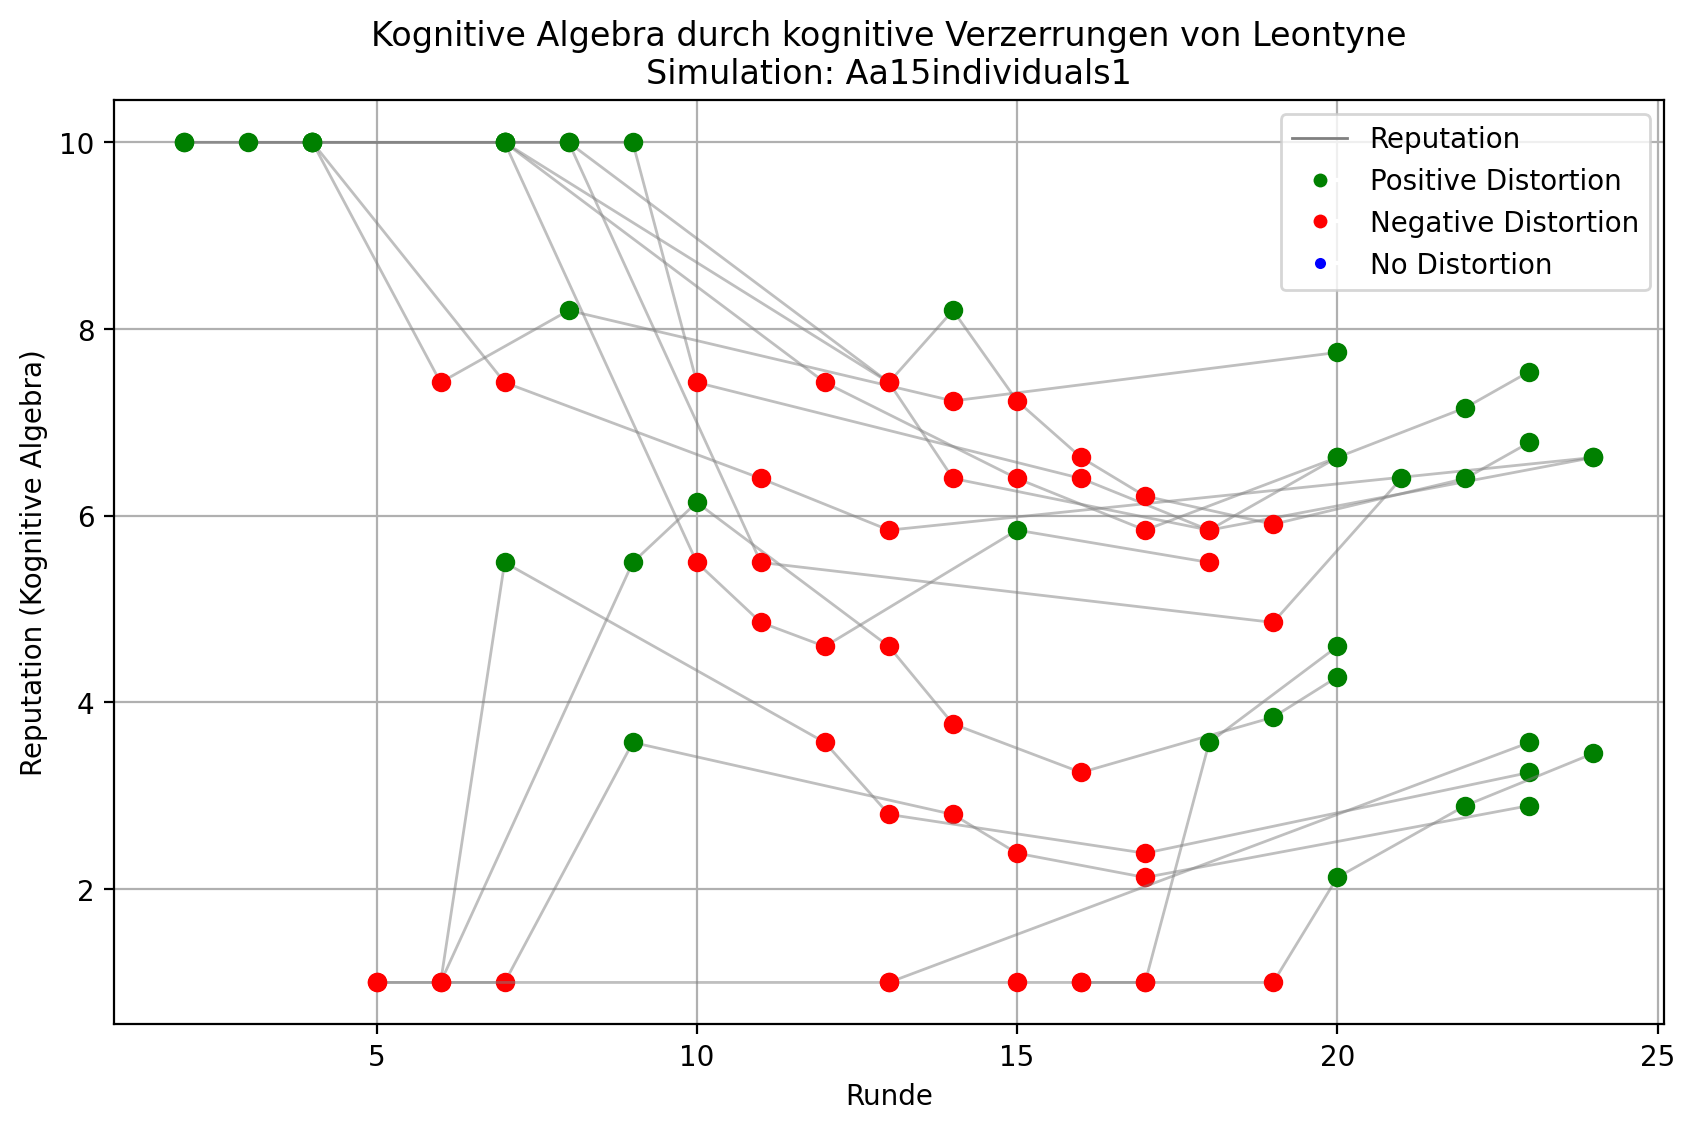 Kognitive Algebra durch kognitive Verzerrungen von Leontyne
Simulation: Aa15individuals1
Reputation
Positive Distortion
Negative Distortion
No Distortion
Reputation (Kognitive Algebra)
10
8
6
4
2
5
10
15
20
25
Runde